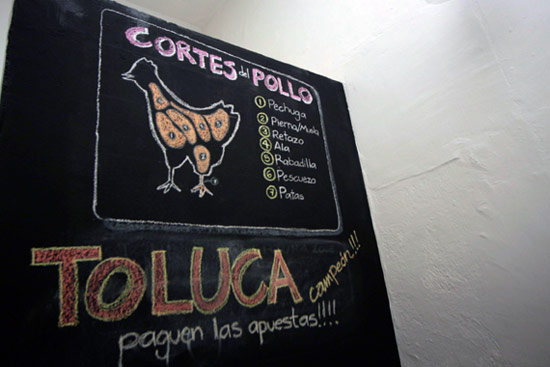 CORTES del POLLO
1 Pechuga
2 Pierna/Muslo
3 Retazo
4 Ala
5 Rabadilla
6 Pescuezo
7 Patas
TOLUCA campeón!!!
paguen las apuestas!!!!